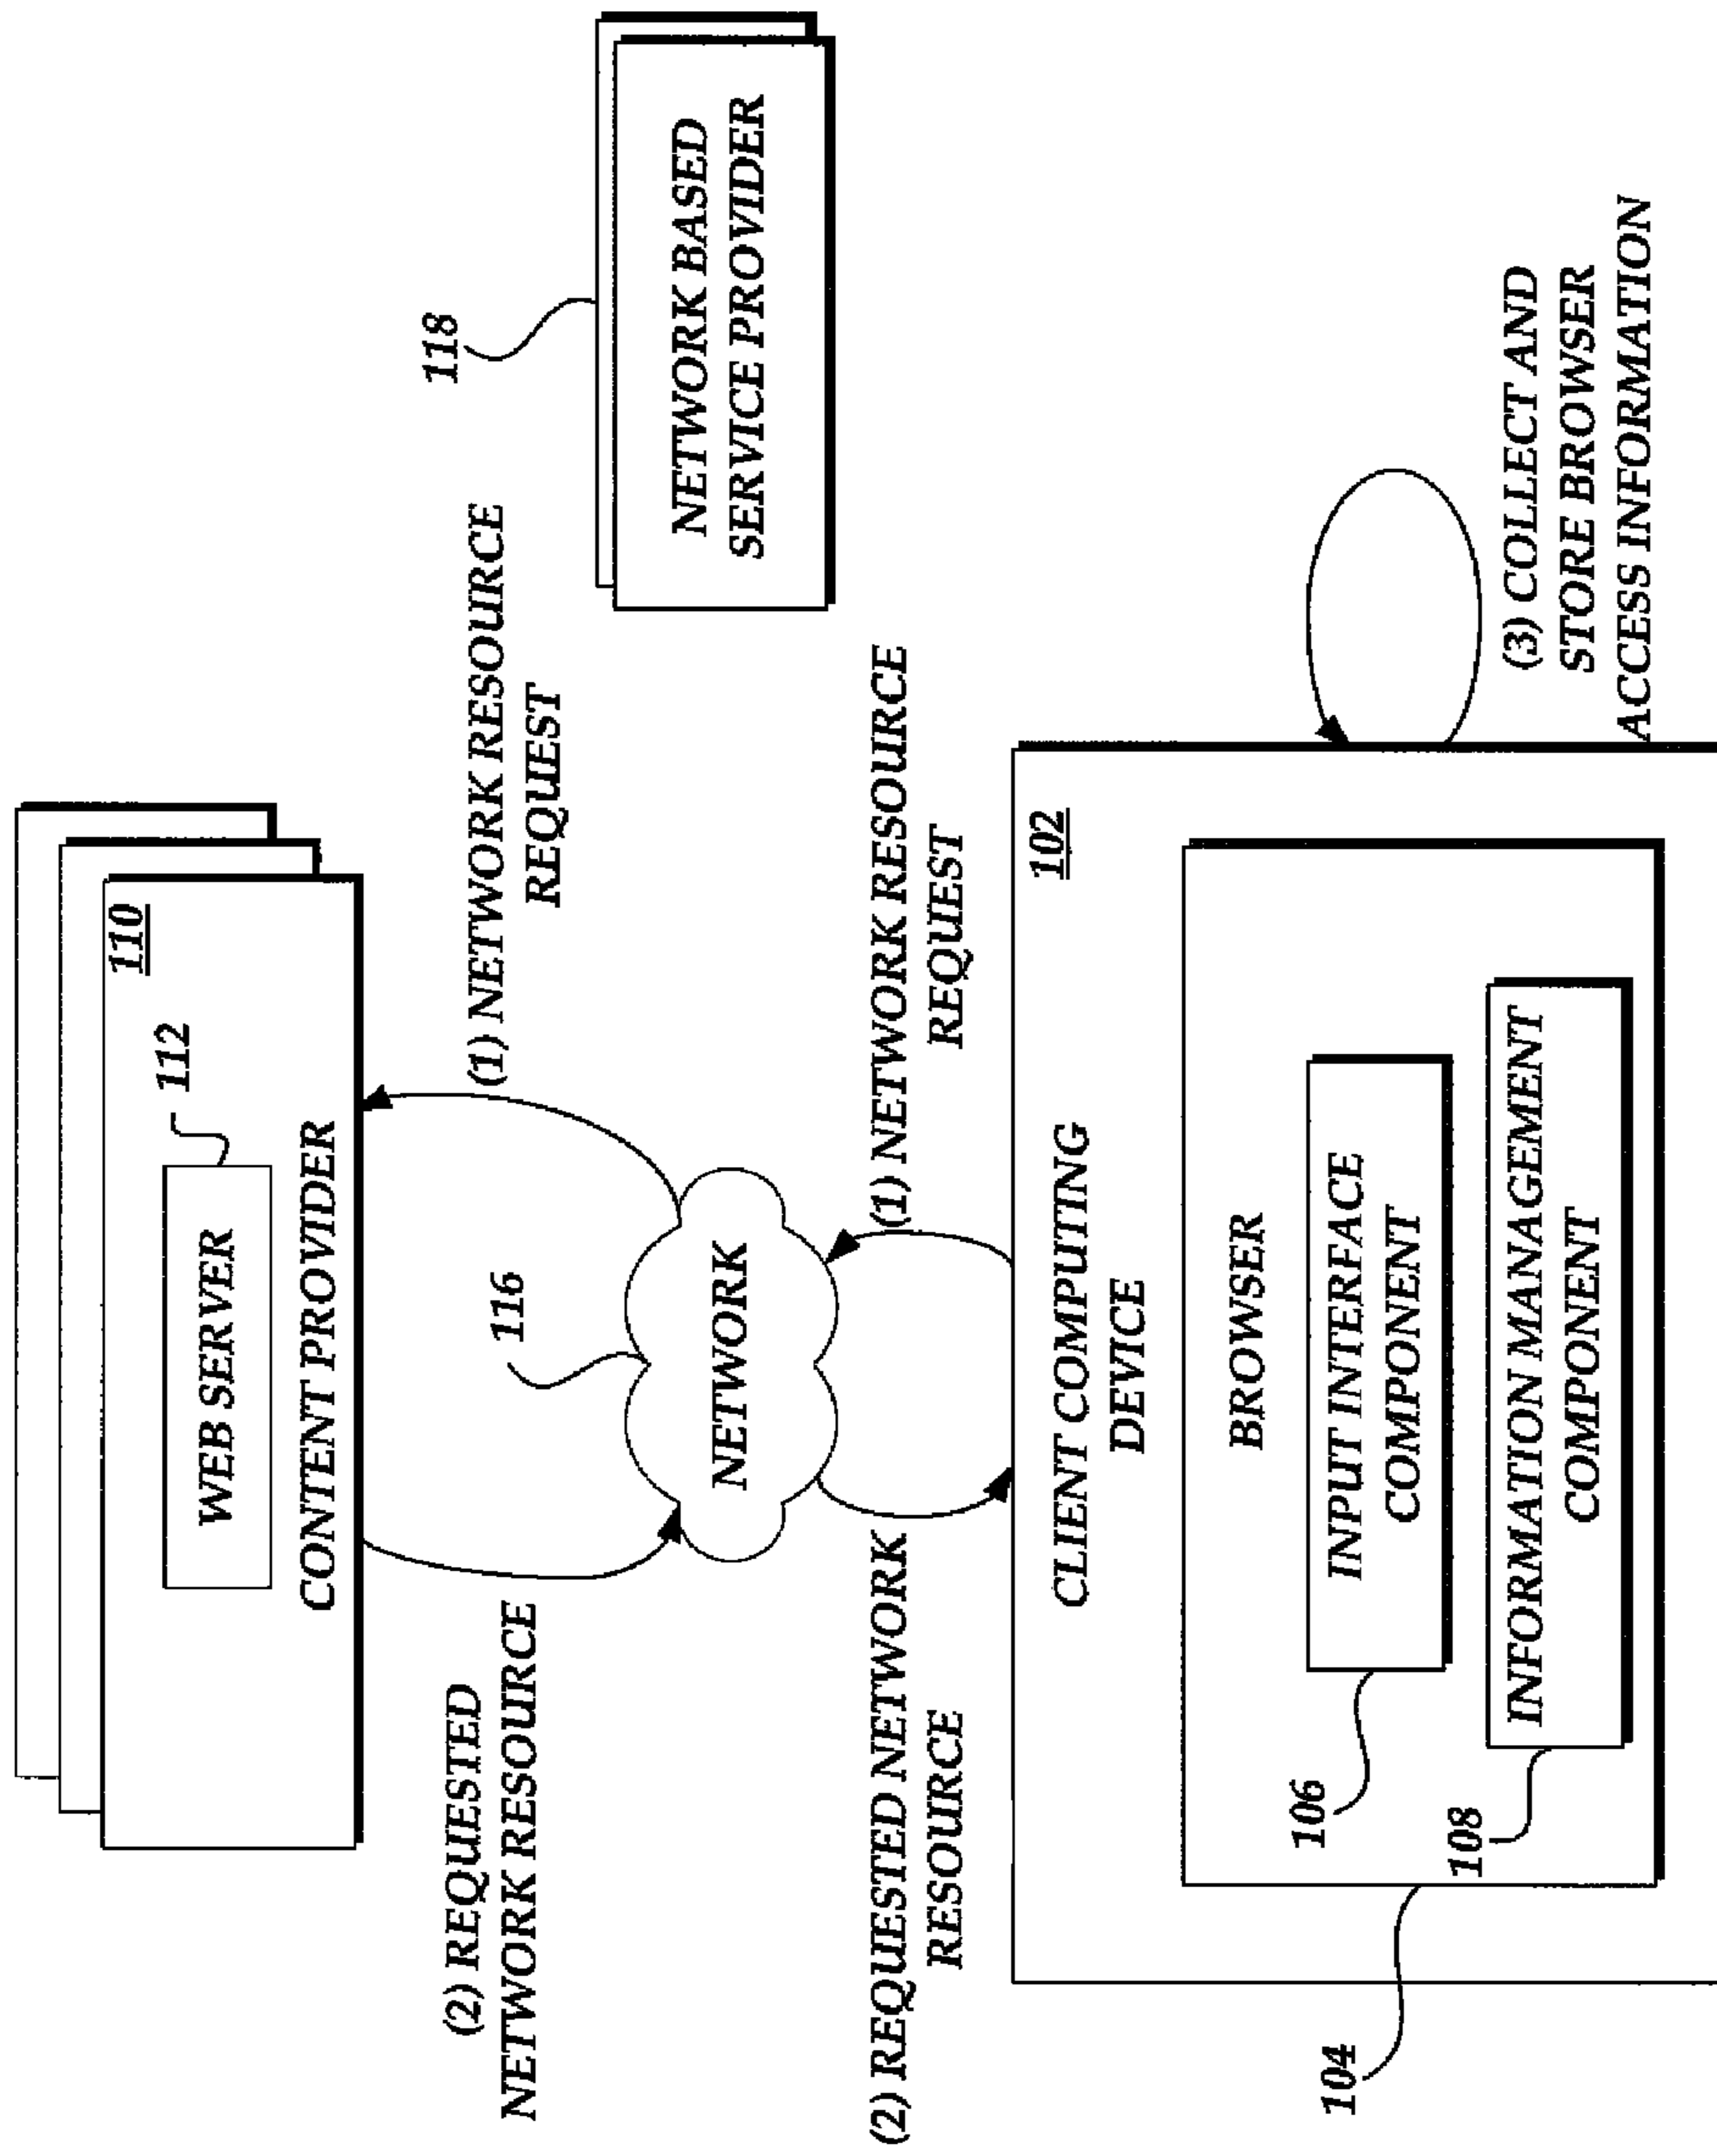 110
112
WEB SERVER
CONTENT PROVIDER
(2) REQUESTED
NETWORK RESOURCE
116
(1) NETWORK RESOURCE
REQUEST
118
NETWORK BASED
SERVICE PROVIDER
NETWORK
(2) REQUESTED NETWORK
RESOURCE
(1) NETWORK RESOURCE
REQUEST
102
CLIENT COMPUTING
DEVICE
104
BROWSER
106
INPUT INTERFACE
COMPONENT
108
INFORMATION MANAGEMENT
COMPONENT
(3) COLLECT AND
STORE BROWSER
ACCESS INFORMATION